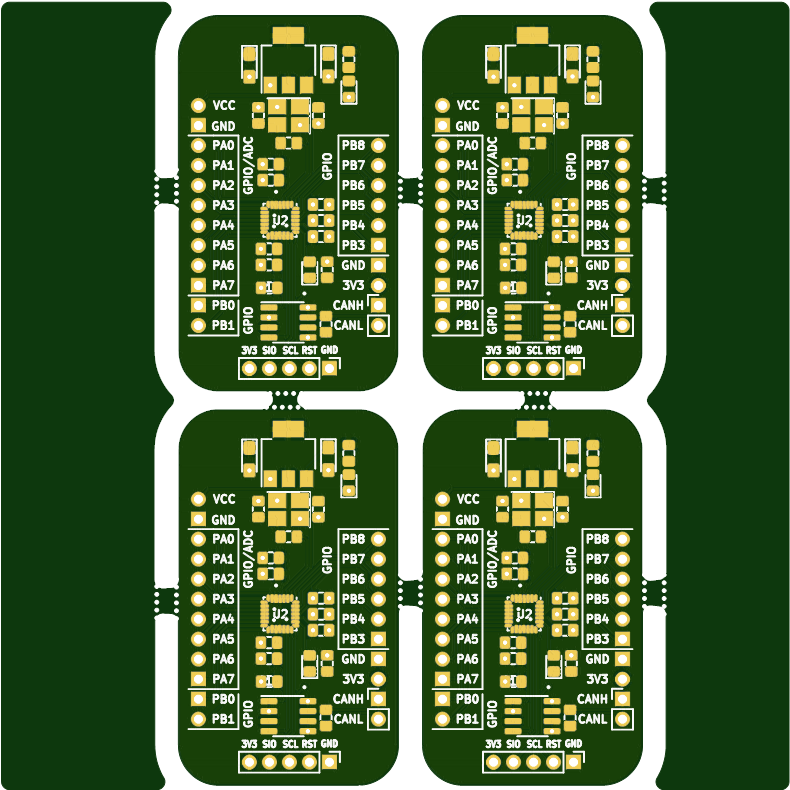 VCC
GND
PA0
PA1
PA2
PA3
PA4
PA5
PA6
PA7
PB0
PB1
GPIO/ADC
GPIO
U2
GPIO
PB8
PB7
PB6
PB5
PB4
PB3
GND
3V3
CANH
CANL
3V3 SIO SCL RST GND
VCC
GND
PA0
PA1
PA2
PA3
PA4
PA5
PA6
PA7
PB0
PB1
GPIO/ADC
GPIO
U2
GPIO
PB8
PB7
PB6
PB5
PB4
PB3
GND
3V3
CANH
CANL
3V3 SIO SCL RST GND
VCC
GND
PA0
PA1
PA2
PA3
PA4
PA5
PA6
PA7
PB0
PB1
GPIO/ADC
GPIO
U2
GPIO
PB8
PB7
PB6
PB5
PB4
PB3
GND
3V3
CANH
CANL
3V3 SIO SCL RST GND
VCC
GND
PA0
PA1
PA2
PA3
PA4
PA5
PA6
PA7
PB0
PB1
GPIO/ADC
GPIO
U2
GPIO
PB8
PB7
PB6
PB5
PB4
PB3
GND
3V3
CANH
CANL
3V3 SIO SCL RST GND